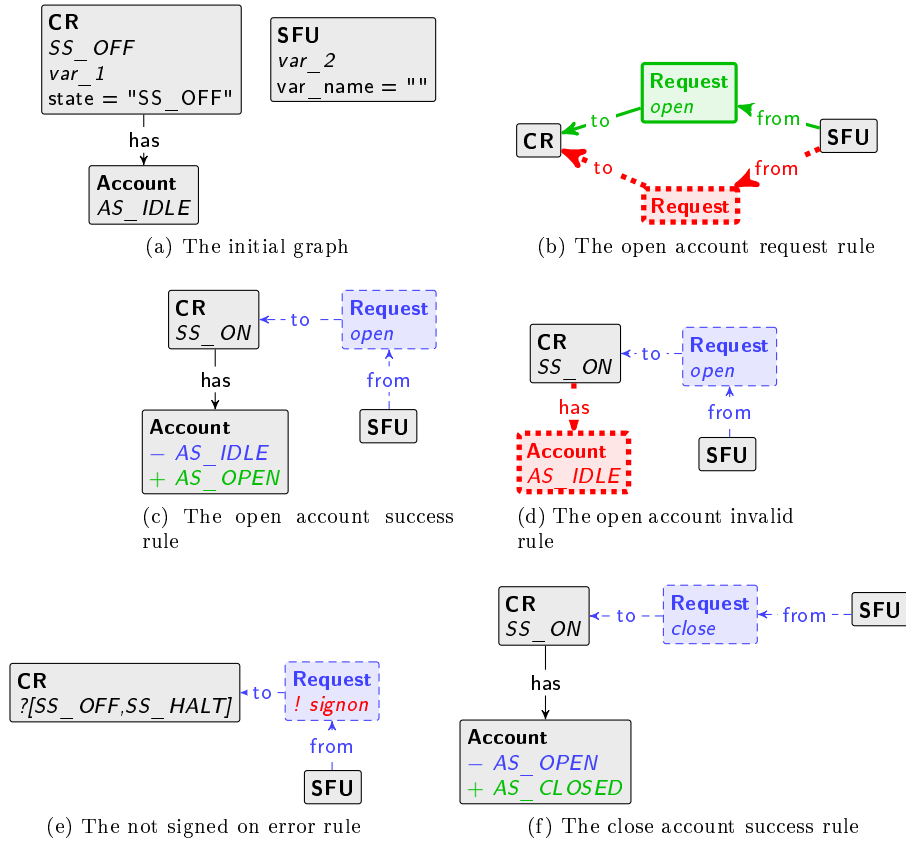 CR
SS_OFF
var_1
state = "SS_OFF"
SFU
var_2
var_name = ""
has
Account
AS_IDLE
(a) The initial graph
Request
open
to
from
CR
SFU
to
from
Request
(b) The open account request rule
CR
SS_ON
to
Request
open
has
from
Account
− AS_IDLE
+ AS_OPEN
SFU
(c) The open account success
rule
CR
SS_ON
to
Request
open
has
from
Account
AS_IDLE
SFU
(d) The open account invalid
rule
CR
?[SS_OFF,SS_HALT]
to
Request
! signon
from
SFU
(e) The not signed on error rule
CR
SS_ON
to
Request
close
from
SFU
has
Account
− AS_OPEN
+ AS_CLOSED
(f) The close account success rule